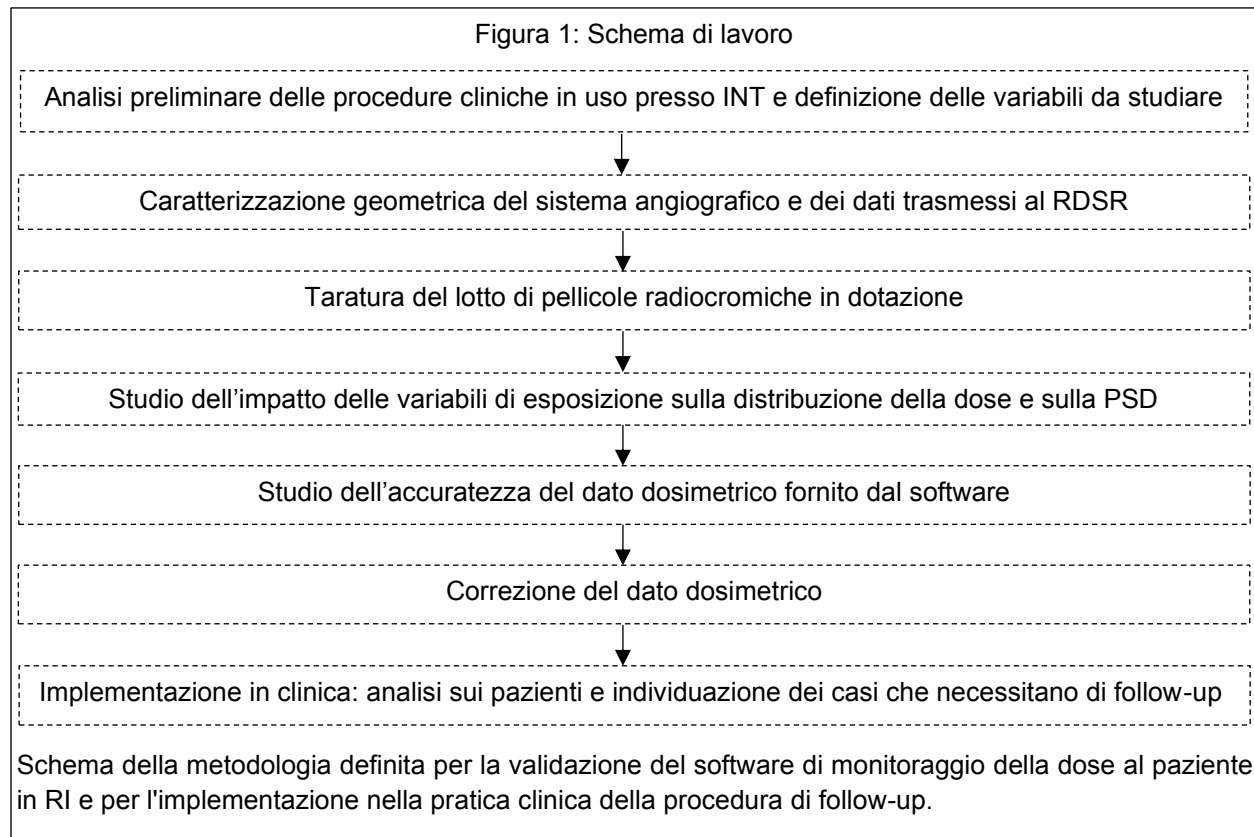 Figura 1: Schema di lavoro
Analisi preliminare delle procedure cliniche in uso presso INT e definizione delle variabili da studiare
Caratterizzazione geometrica del sistema angiografico e dei dati trasmessi al RDSR
Taratura del lotto di pellicole radiocromiche in dotazione
Studio dell’impatto delle variabili di esposizione sulla distribuzione della dose e sulla PSD
Studio dell’accuratezza del dato dosimetrico fornito dal software
Correzione del dato dosimetrico
Implementazione in clinica: analisi sui pazienti e individuazione dei casi che necessitano di follow-up
Schema della metodologia definita per la validazione del software di monitoraggio della dose al paziente
in RI e per l'implementazione nella pratica clinica della procedura di follow-up.